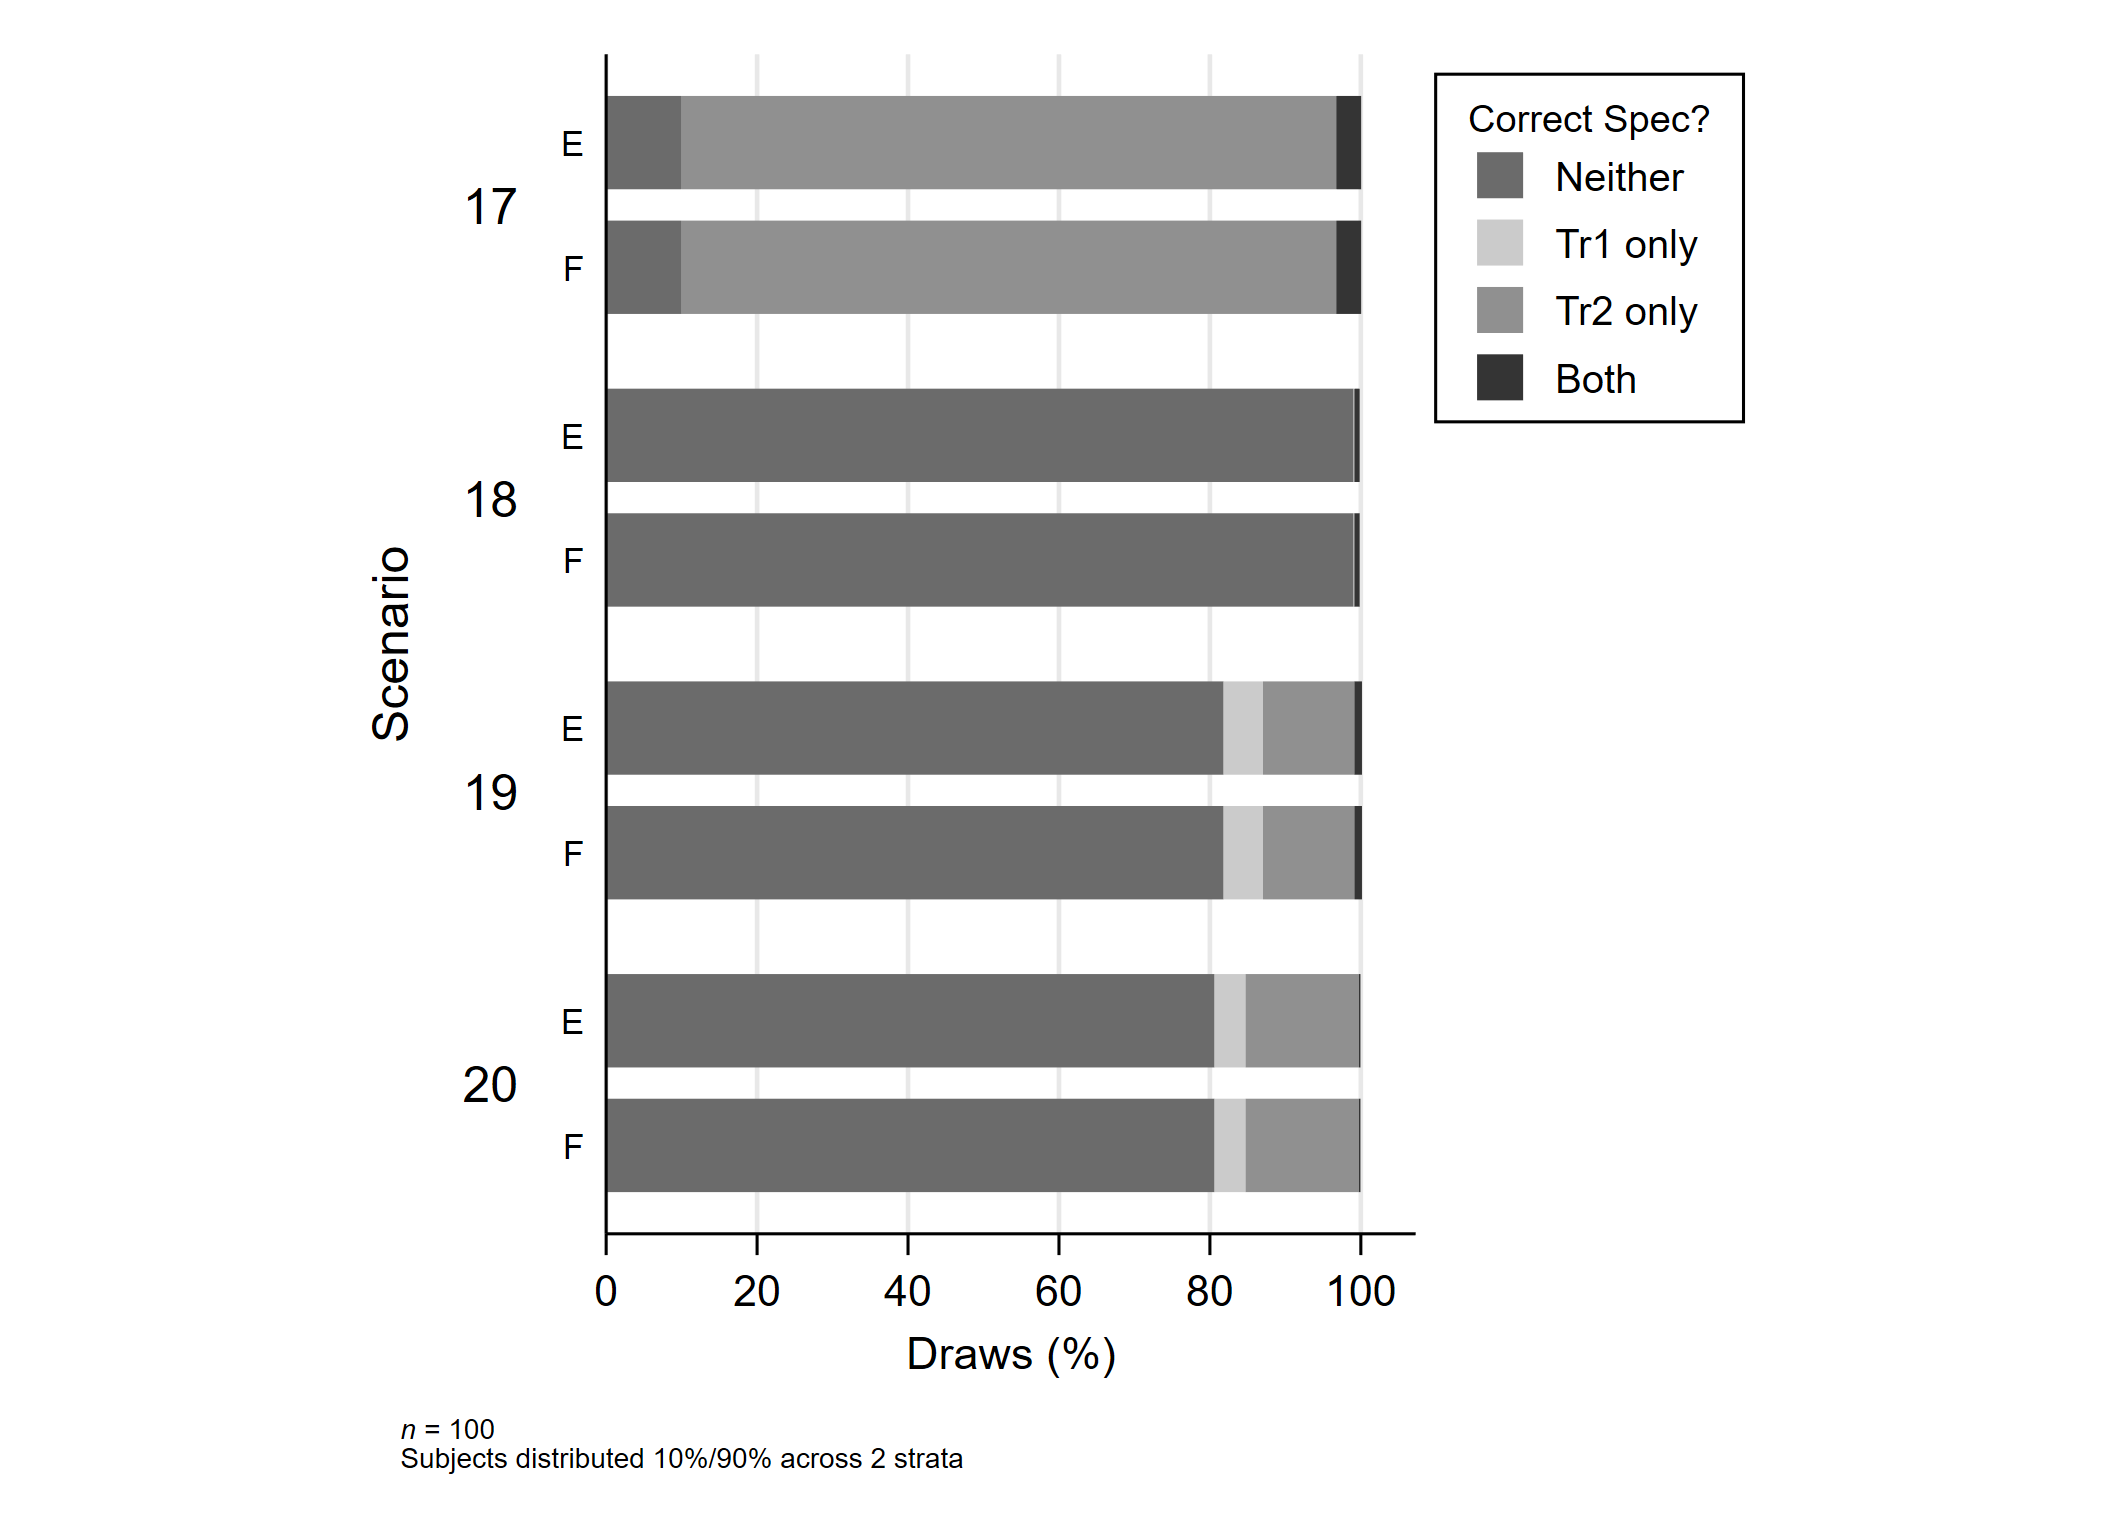 Correct Spec?
Neither
Tr1 only
Tr2 only
Both
Scenario
17
E
F
18
E
F
19
E
F
20
E
F
0 20 40 60 80 100
Draws (%)
n = 100
Subjects distributed 10%/90% across 2 strata